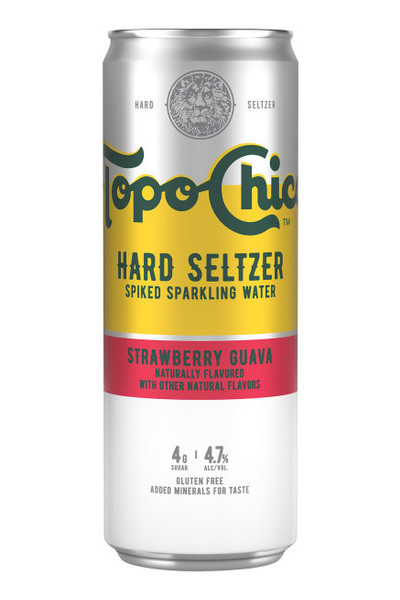 HARD SELTZER
Topo Chico
TM
HARD SELTZER
SPIKED SPARKLING WATER
STRAWBERRY GUAVA
NATURALLY FLAVORED
WITH OTHER NATURAL FLAVORS
4G | 4.7%
SUGAR ALC/VOL.
GLUTEN FREE
ADDED MINERALS FOR TASTE